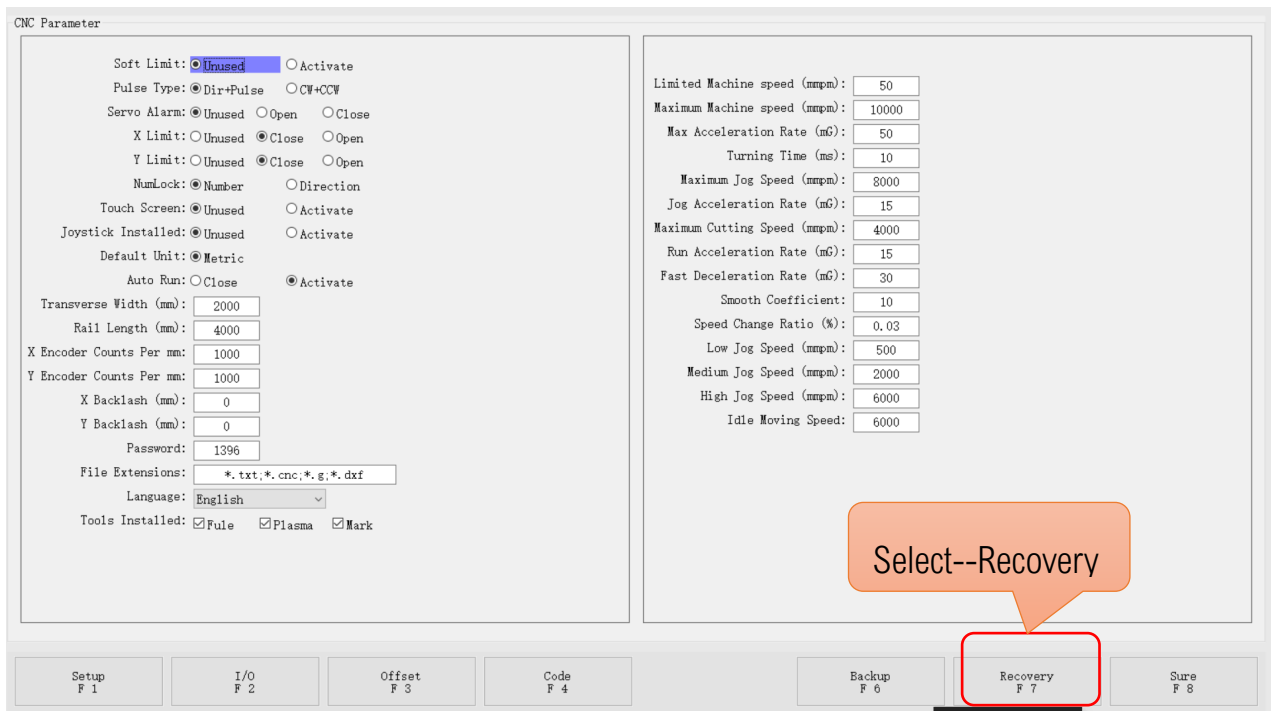 CNC Parameter
Soft Limit: Unused Activate
Pulse Type: Dir+Pulse CW+CCW
Servo Alarm: Unused Open Close
X Limit: Unused Close Open
Y Limit: Unused Close Open
NumLock: Number Direction
Touch Screen: Unused Activate
Joystick Installed: Unused Activate
Default Unit: Metric
Auto Run: Close Activate
Transverse Width (mm): 2000
Rail Length (mm): 4000
X Encoder Counts Per mm: 1000
Y Encoder Counts Per mm: 1000
X Backlash (mm): 0
Y Backlash (mm): 0
Password: 1396
File Extensions: *.txt;*.cnc;*.g;*.dxf
Language: English
Tools Installed: Fule Plasma Mark
Limited Machine speed (mmpm): 50
Maximum Machine speed (mmpm): 10000
Max Acceleration Rate (mG): 50
Turning Time (ms): 10
Maximum Jog Speed (mmpm): 8000
Jog Acceleration Rate (mG): 15
Maximum Cutting Speed (mmpm): 4000
Run Acceleration Rate (mG): 15
Fast Deceleration Rate (mG): 30
Smooth Coefficient: 10
Speed Change Ratio (%): 0.03
Low Jog Speed (mmpm): 500
Medium Jog Speed (mmpm): 2000
High Jog Speed (mmpm): 6000
Idle Moving Speed: 6000
Select--Recovery
Setup
F 1
I/O
F 2
Offset
F 3
Code
F 4
Backup
F 6
Recovery
F 7
Sure
F 8